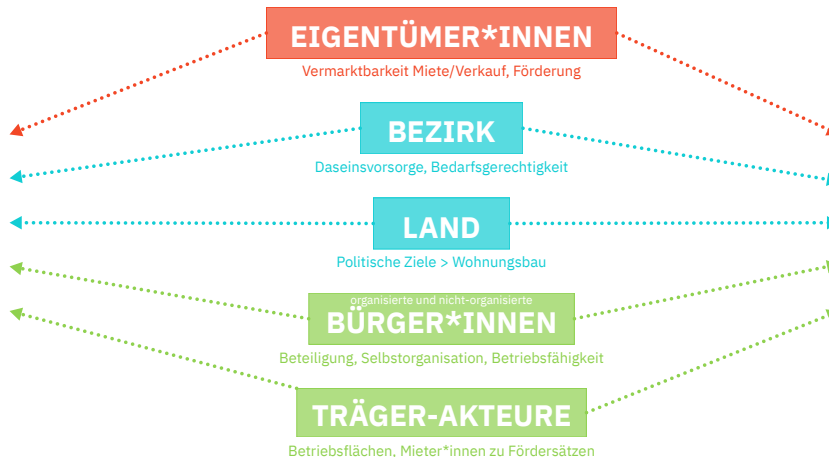 EIGENTÜMER*INNEN
Vermarktbarkeit Miete/Verkauf, Förderung
BEZIRK
Daseinsvorsorge, Bedarfsgerechtigkeit
LAND
Politische Ziele > Wohnungsbau
organisierte und nicht-organisierte
BÜRGER*INNEN
Beteiligung, Selbstorganisation, Betriebsfähigkeit
TRÄGER-AKTEURE
Betriebsflächen, Mieter*innen zu Fördersätzen